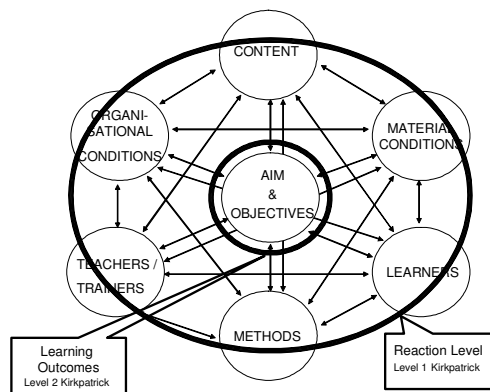 CONTENT
ORGANI-
SATIONAL
CONDITIONS
MATERIAL
CONDITIONS
AIM
&
OBJECTIVES
TEACHERS /
TRAINERS
LEARNERS
METHODS
Learning
Outcomes
Level 2 Kirkpatrick
Reaction Level
Level 1 Kirkpatrick